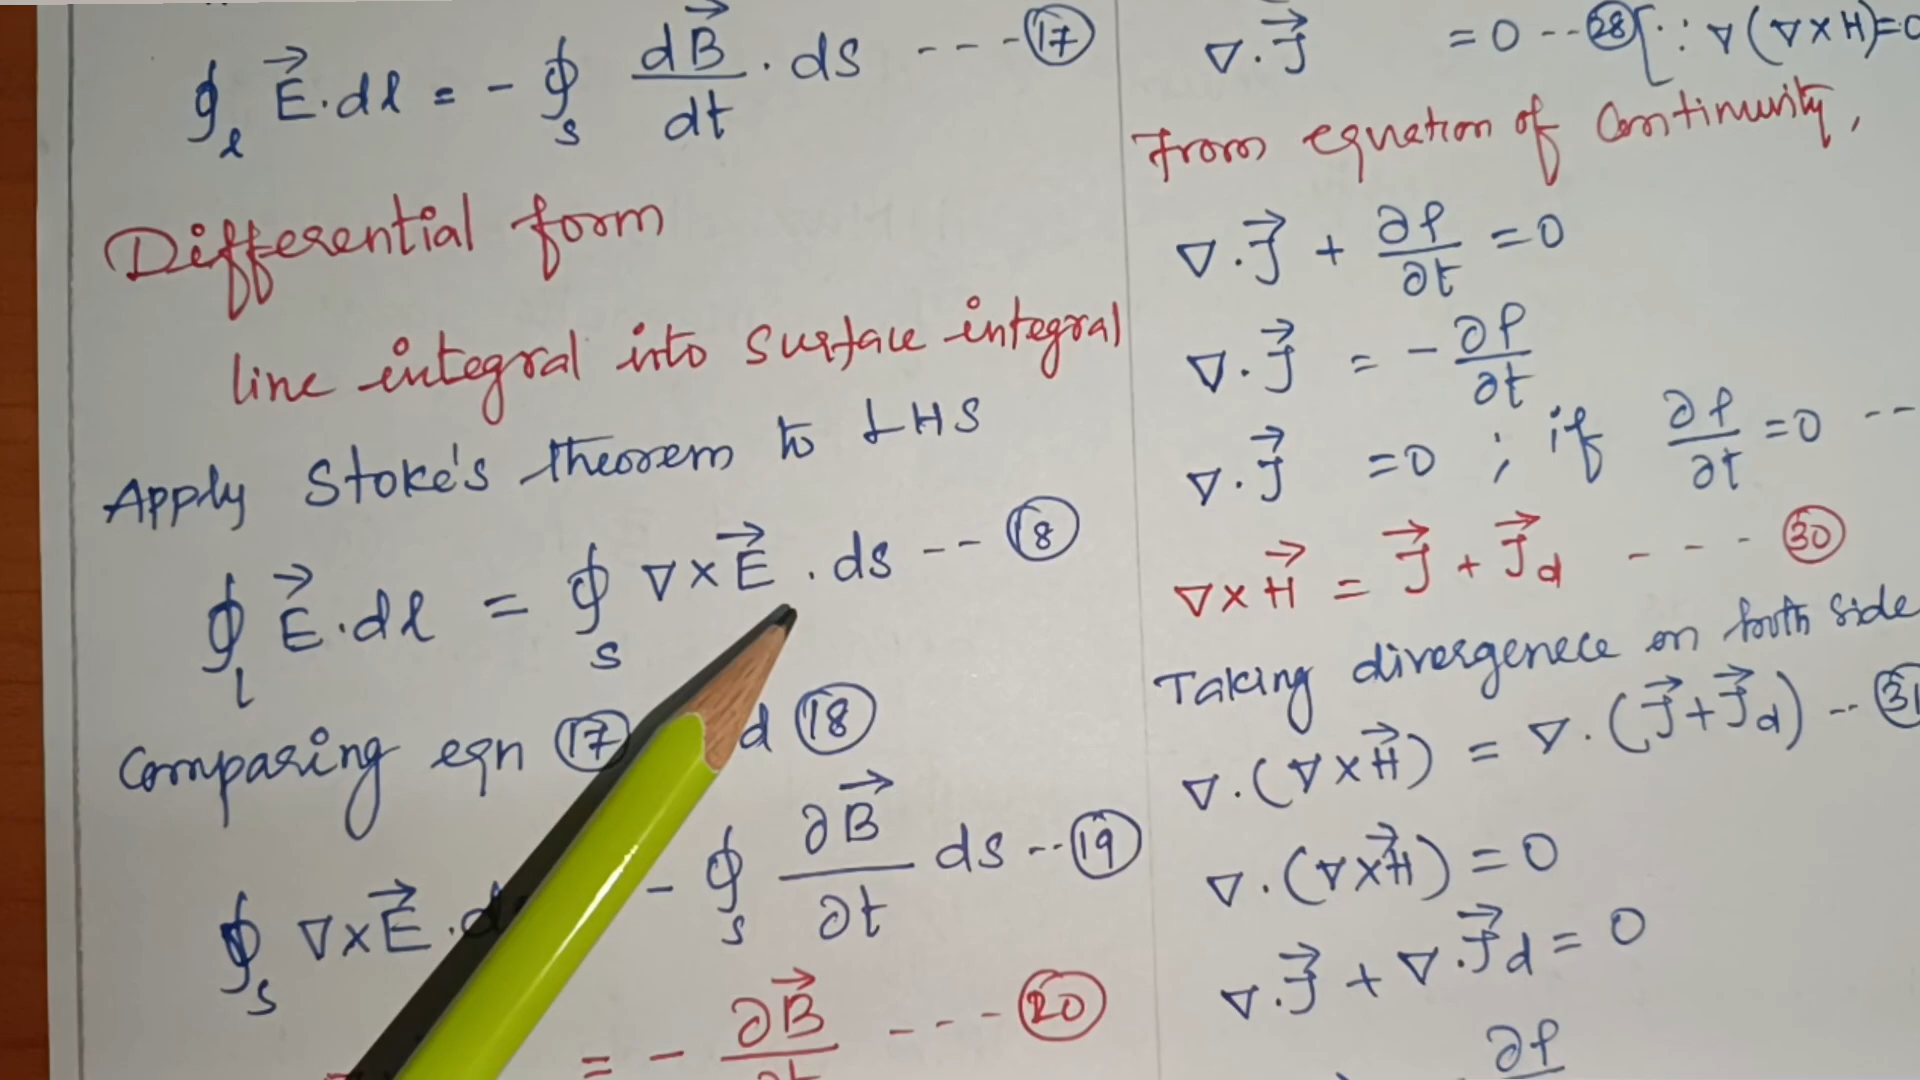 ∮l E⃗.dl = - ∮s dB⃗/dt . ds --- (17)
Differential form
line integral into surface integral
Apply Stoke's theorem to LHS
∮l E⃗.dl = ∮s ∇×E⃗ . ds -- (18)
Comparing eqn (17) d (18)
∮s ∇×E⃗ .d - ∮s ∂B⃗/∂t ds -- (19)
= - ∂B⃗/∂t --- (20)
∇.J⃗ = 0 -- (28) [∵ ∇(∇×H)=0
From equation of Continuity,
∇.J⃗ + ∂ρ/∂t = 0
∇.J⃗ = - ∂ρ/∂t
∇.J⃗ = 0 ; if ∂ρ/∂t = 0 --
∇×H⃗ = J⃗ + J⃗d --- (30)
Taking divergenece on both side
∇.(∇×H⃗) = ∇.(J⃗+J⃗d) -- (31
∇.(∇×H⃗) = 0
∇.J⃗ + ∇.J⃗d = 0
∂ρ